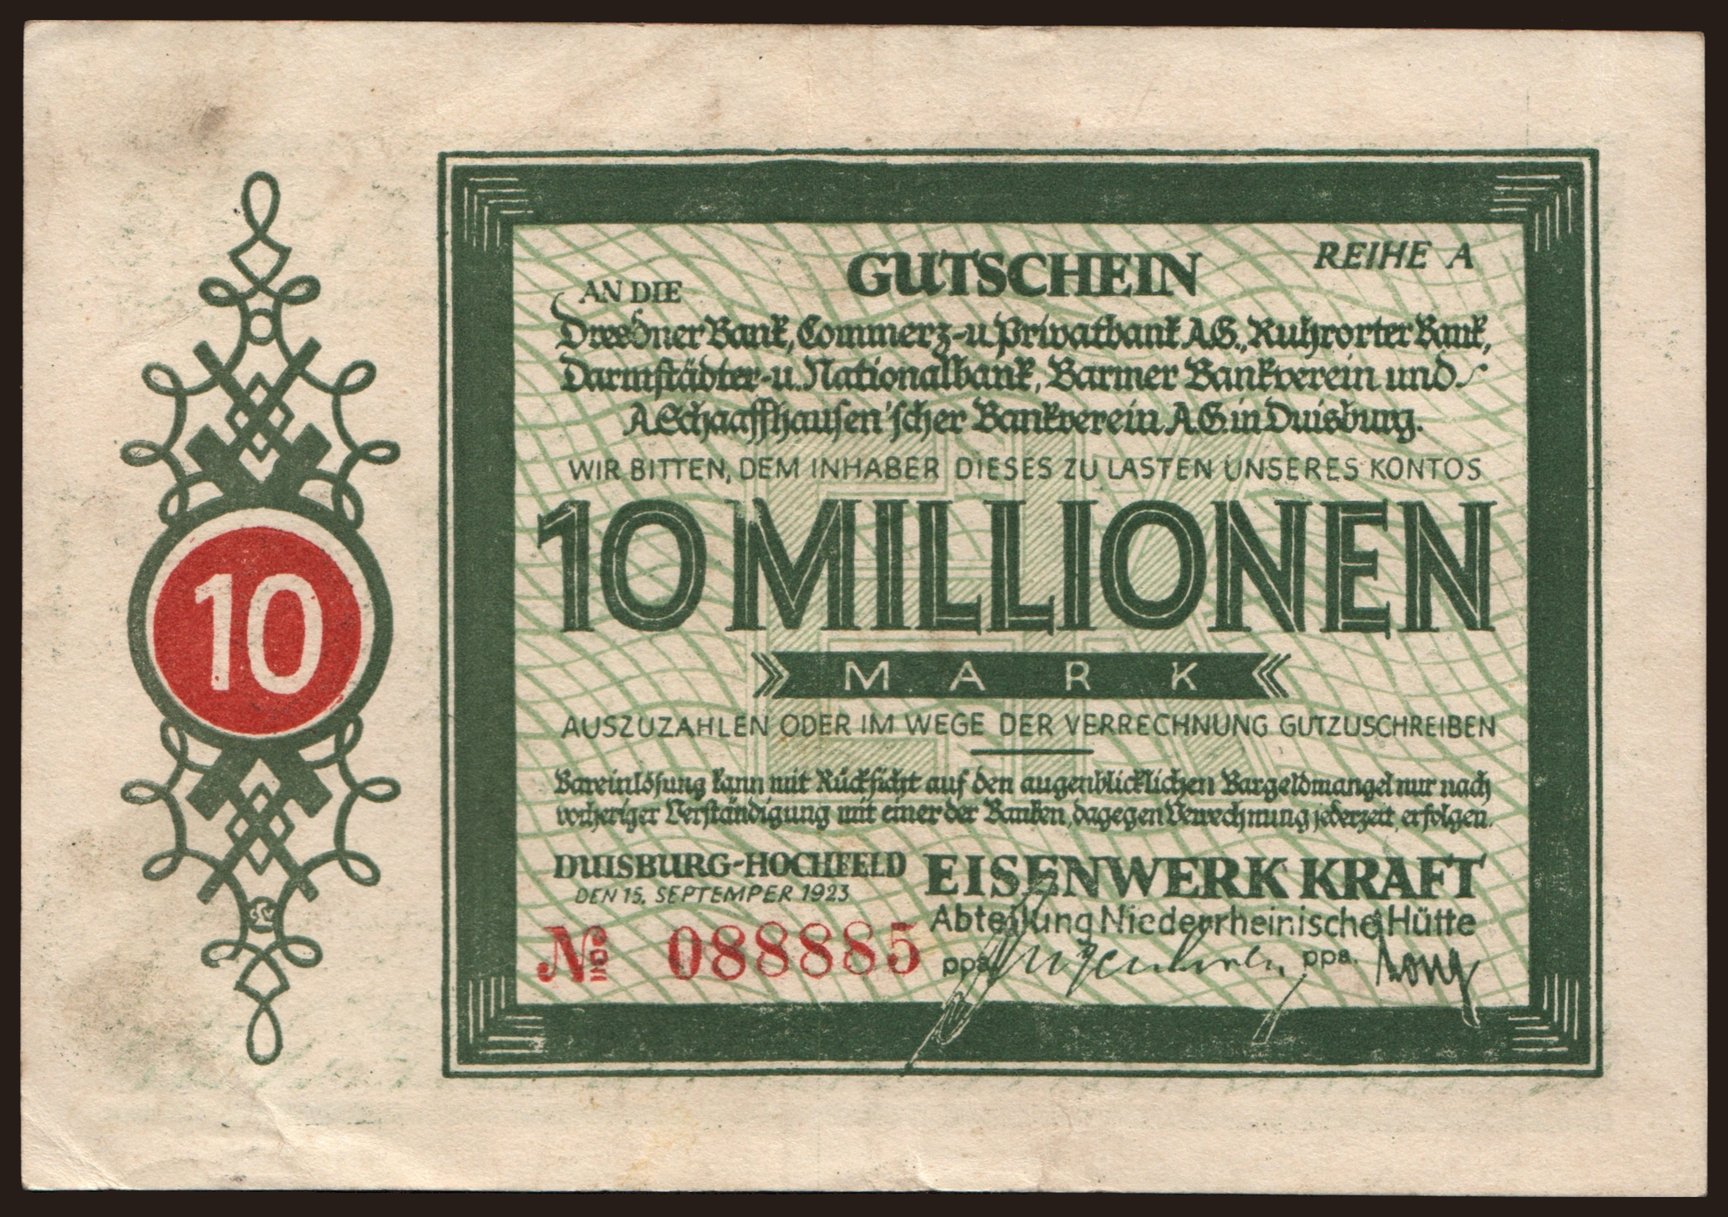 GUTSCHEIN
REIHE A
AN DIE
Dresdner Bank, Commerz-u. Privatbank A.G., Ruhrorter Bank,
Darmstädter-u. Nationalbank, Barmer Bankverein und
A. Schaaffhausen'scher Bankverein A.G. in Duisburg.
WIR BITTEN, DEM INHABER DIESES ZU LASTEN UNSERES KONTOS
10 MILLIONEN
MARK
10
AUSZUZAHLEN ODER IM WEGE DER VERRECHNUNG GUTZUSCHREIBEN
Bareinlösung kann mit Rücksicht auf den augenblicklichen Bargeldmangel nur nach
vorheriger Verständigung mit einer der Banken, dagegen Verrechnung jederzeit erfolgen.
DUISBURG-HOCHFELD
DEN 15. SEPTEMPER 1923
EISENWERK KRAFT
Abteilung Niederrheinische Hütte
No 088885
ppa. ppa.